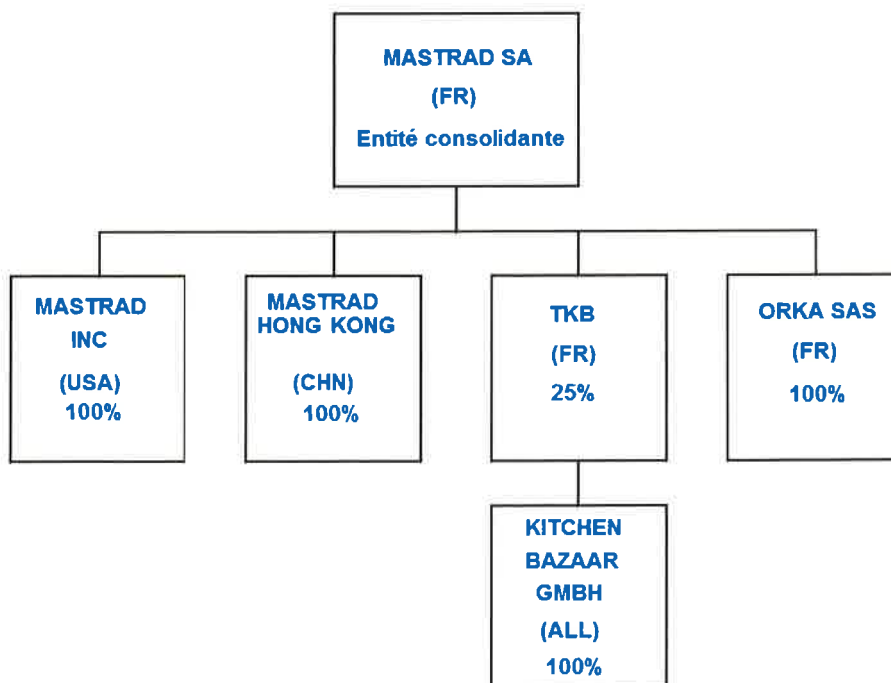 MASTRAD SA
(FR)
Entité consolidante
MASTRAD
INC
(USA)
100%
MASTRAD
HONG KONG
(CHN)
100%
TKB
(FR)
25%
ORKA SAS
(FR)
100%
KITCHEN
BAZAAR
GMBH
(ALL)
100%